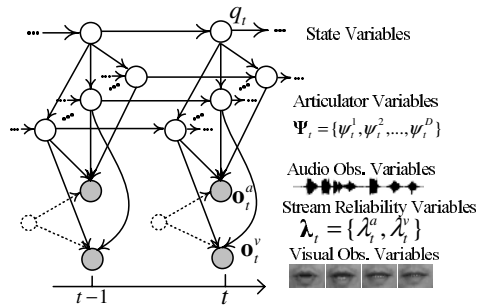 q_t
State Variables
Articulator Variables
Ψ_t = {ψ_t^1, ψ_t^2, ..., ψ_t^D}
Audio Obs. Variables
o_t^a
Stream Reliability Variables
λ_t = {λ_t^a, λ_t^v}
o_t^v
Visual Obs. Variables
t−1
t